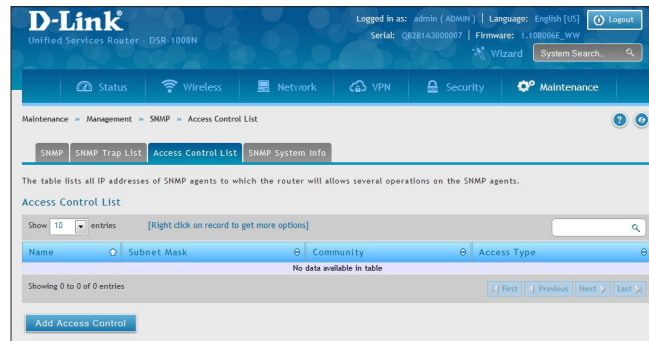 D-Link®
Unified Services Router - DSR-1000N
Logged in as: admin ( ADMIN ) | Language: English [US] Logout
Serial: QB2B1A3000007 | Firmware: 1.10B006E_WW
Wizard System Search...
Status Wireless Network VPN Security Maintenance
Maintenance » Management » SNMP » Access Control List
SNMP SNMP Trap List Access Control List SNMP System Info
The table lists all IP addresses of SNMP agents to which the router will allows several operations on the SNMP agents.
Access Control List
Show 10 entries [Right click on record to get more options]
Name Subnet Mask Community Access Type
No data available in table
Showing 0 to 0 of 0 entries First Previous Next Last
Add Access Control